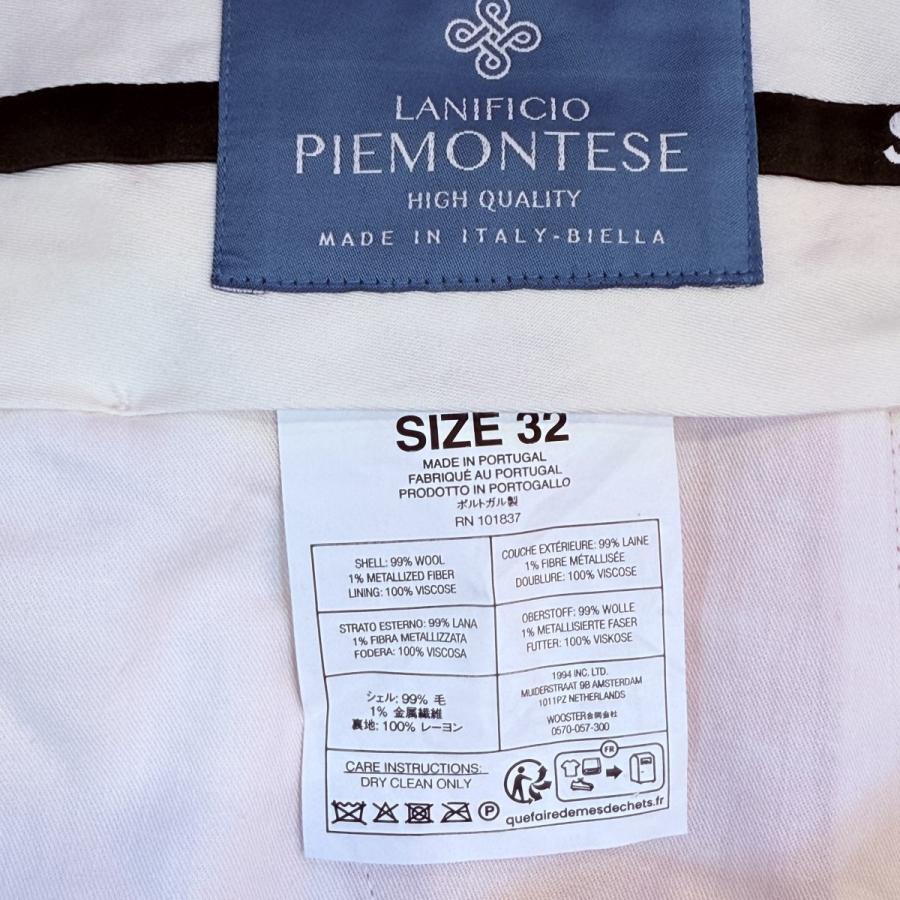 LANIFICIO
PIEMONTESE
HIGH QUALITY
MADE IN ITALY-BIELLA
S
SIZE 32
MADE IN PORTUGAL
FABRIQUÉ AU PORTUGAL
PRODOTTO IN PORTOGALLO
ポルトガル製
RN 101837
SHELL: 99% WOOL
1% METALLIZED FIBER
LINING: 100% VISCOSE
COUCHE EXTÉRIEURE: 99% LAINE
1% FIBRE MÉTALLISÉE
DOUBLURE: 100% VISCOSE
STRATO ESTERNO: 99% LANA
1% FIBRA METALLIZZATA
FODERA: 100% VISCOSA
OBERSTOFF: 99% WOLLE
1% METALLISIERTE FASER
FUTTER: 100% VISKOSE
シェル: 99% 毛
1% 金属繊維
裏地: 100% レーヨン
1994 INC. LTD.
MUIDERSTRAAT 9B AMSTERDAM
1011PZ NETHERLANDS
WOOSTER合同会社
0570-057-300
CARE INSTRUCTIONS:
DRY CLEAN ONLY
P
FR
quefairedemesdechets.fr